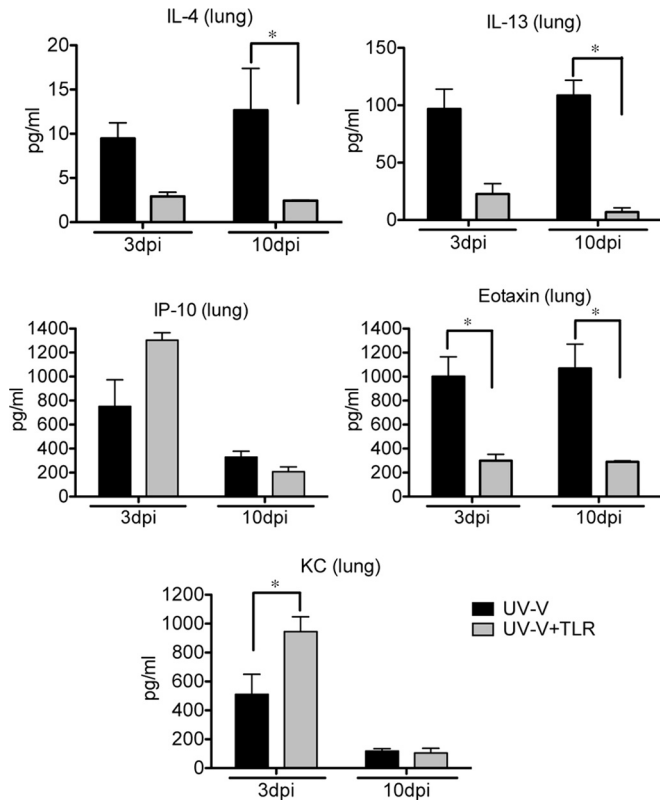 IL-4 (lung)
pg/ml
20
15
10
5
0
*
3dpi
10dpi
IL-13 (lung)
pg/ml
150
100
50
0
*
3dpi
10dpi
IP-10 (lung)
pg/ml
1400
1200
1000
800
600
400
200
0
3dpi
10dpi
Eotaxin (lung)
pg/ml
1400
1200
1000
800
600
400
200
0
*
*
3dpi
10dpi
KC (lung)
pg/ml
1200
1000
800
600
400
200
0
*
3dpi
10dpi
UV-V
UV-V+TLR